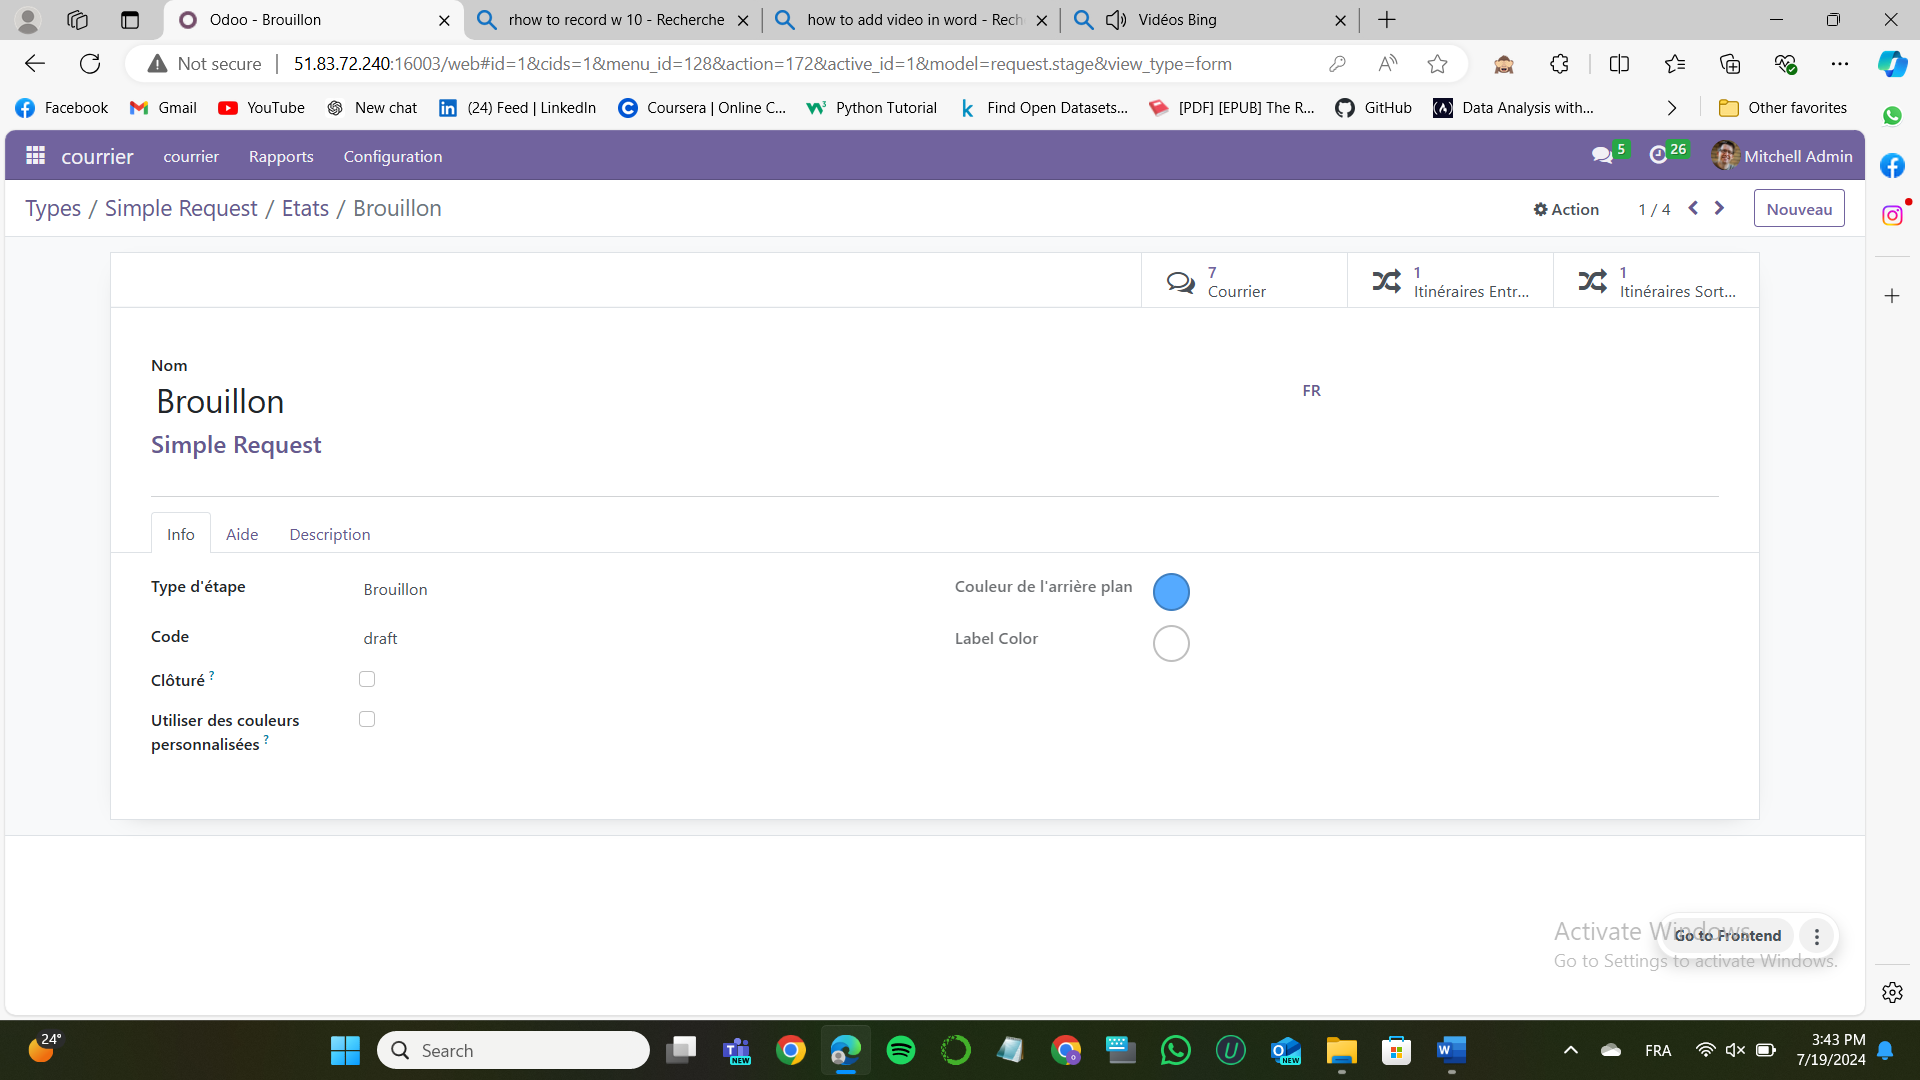 Odoo - Brouillon
rhow to record w 10 - Recherche
how to add video in word - Rech
Vidéos Bing
Not secure
51.83.72.240:16003/web#id=1&cids=1&menu_id=128&action=172&active_id=1&model=request.stage&view_type=form
Facebook
Gmail
YouTube
New chat
(24) Feed | LinkedIn
Coursera | Online C...
Python Tutorial
Find Open Datasets...
[PDF] [EPUB] The R...
GitHub
Data Analysis with...
Other favorites
courrier
courrier
Rapports
Configuration
5
26
Mitchell Admin
Types / Simple Request / Etats / Brouillon
Action
1 / 4
Nouveau
7
Courrier
1
Itinéraires Entr...
1
Itinéraires Sort...
Nom
Brouillon
FR
Simple Request
Info
Aide
Description
Type d'étape
Brouillon
Couleur de l'arrière plan
Code
draft
Label Color
Clôturé ?
Utiliser des couleurs
personnalisées ?
Activate Windows
Go to Frontend
Go to Settings to activate Windows.
24°
Search
NEW
NEW
FRA
3:43 PM
7/19/2024